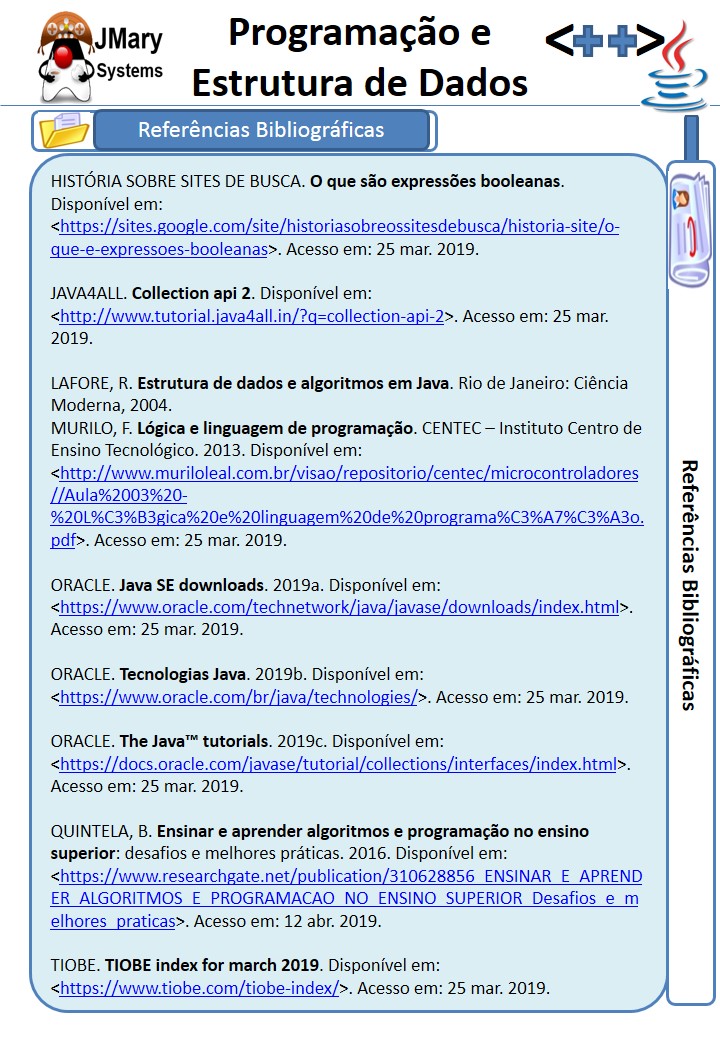 JMary
Systems
Programação e
Estrutura de Dados
<++>
Referências Bibliográficas
HISTÓRIA SOBRE SITES DE BUSCA. O que são expressões booleanas.
Disponível em:
<https://sites.google.com/site/historiasobreossitesdebusca/historia-site/o-
que-e-expressoes-booleanas>. Acesso em: 25 mar. 2019.
JAVA4ALL. Collection api 2. Disponível em:
<http://www.tutorial.java4all.in/?q=collection-api-2>. Acesso em: 25 mar.
2019.
LAFORE, R. Estrutura de dados e algoritmos em Java. Rio de Janeiro: Ciência
Moderna, 2004.
MURILO, F. Lógica e linguagem de programação. CENTEC – Instituto Centro de
Ensino Tecnológico. 2013. Disponível em:
<http://www.muriloleal.com.br/visao/repositorio/centec/microcontroladores
//Aula%2003%20-
%20L%C3%B3gica%20e%20linguagem%20de%20programa%C3%A7%C3%A3o.
pdf>. Acesso em: 25 mar. 2019.
ORACLE. Java SE downloads. 2019a. Disponível em:
<https://www.oracle.com/technetwork/java/javase/downloads/index.html>.
Acesso em: 25 mar. 2019.
ORACLE. Tecnologias Java. 2019b. Disponível em:
<https://www.oracle.com/br/java/technologies/>. Acesso em: 25 mar. 2019.
ORACLE. The Java™ tutorials. 2019c. Disponível em:
<https://docs.oracle.com/javase/tutorial/collections/interfaces/index.html>.
Acesso em: 25 mar. 2019.
QUINTELA, B. Ensinar e aprender algoritmos e programação no ensino
superior: desafios e melhores práticas. 2016. Disponível em:
<https://www.researchgate.net/publication/310628856_ENSINAR_E_APREND
ER_ALGORITMOS_E_PROGRAMACAO_NO_ENSINO_SUPERIOR_Desafios_e_m
elhores_praticas>. Acesso em: 12 abr. 2019.
TIOBE. TIOBE index for march 2019. Disponível em:
<https://www.tiobe.com/tiobe-index/>. Acesso em: 25 mar. 2019.
Referências Bibliográficas